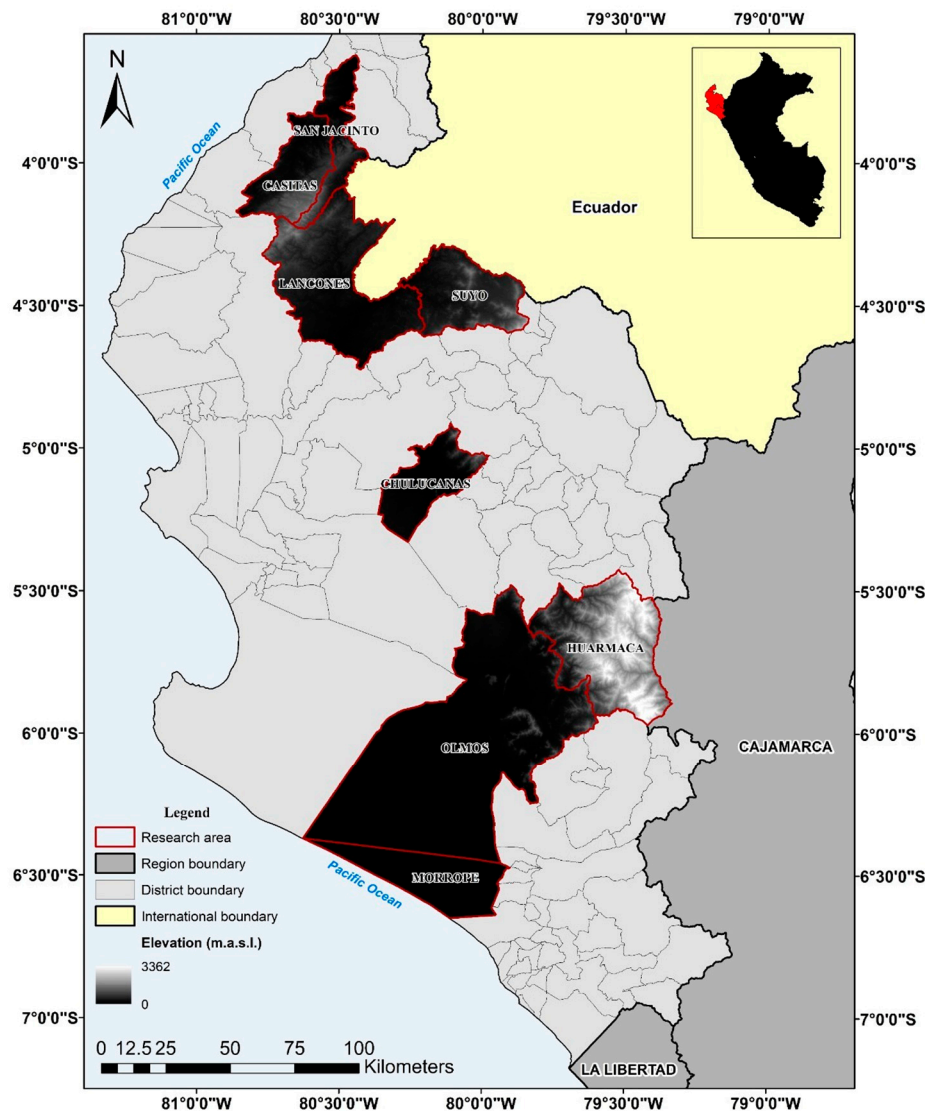 81°0'0"W 80°30'0"W 80°0'0"W 79°30'0"W 79°0'0"W
N
Pacific Ocean
SAN JACINTO
4°0'0"S 4°0'0"S
CASITAS
Ecuador
LANCONES
SUYO
4°30'0"S 4°30'0"S
5°0'0"S 5°0'0"S
CHULUCANAS
5°30'0"S 5°30'0"S
HUARMACA
6°0'0"S 6°0'0"S
OLMOS
CAJAMARCA
Legend
Research area
Region boundary
District boundary
International boundary
Elevation (m.a.s.l.)
3362
0
Pacific Ocean
MORROPE
6°30'0"S 6°30'0"S
7°0'0"S 7°0'0"S
0 12.5 25 50 75 100
Kilometers
LA LIBERTAD
81°0'0"W 80°30'0"W 80°0'0"W 79°30'0"W 79°0'0"W